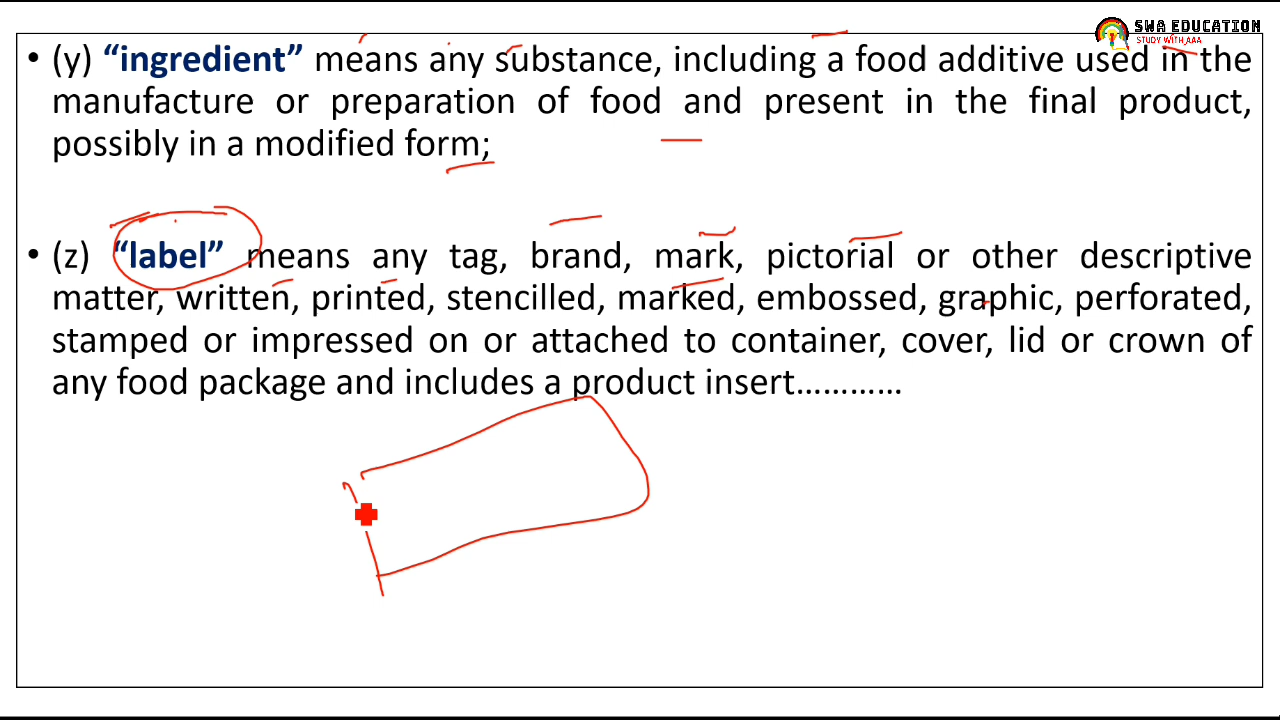 SWA EDUCATION
STUDY WITH AAA
• (y) “ingredient” means any substance, including a food additive used in the
manufacture or preparation of food and present in the final product,
possibly in a modified form;
• (z) “label” means any tag, brand, mark, pictorial or other descriptive
matter, written, printed, stencilled, marked, embossed, graphic, perforated,
stamped or impressed on or attached to container, cover, lid or crown of
any food package and includes a product insert…………